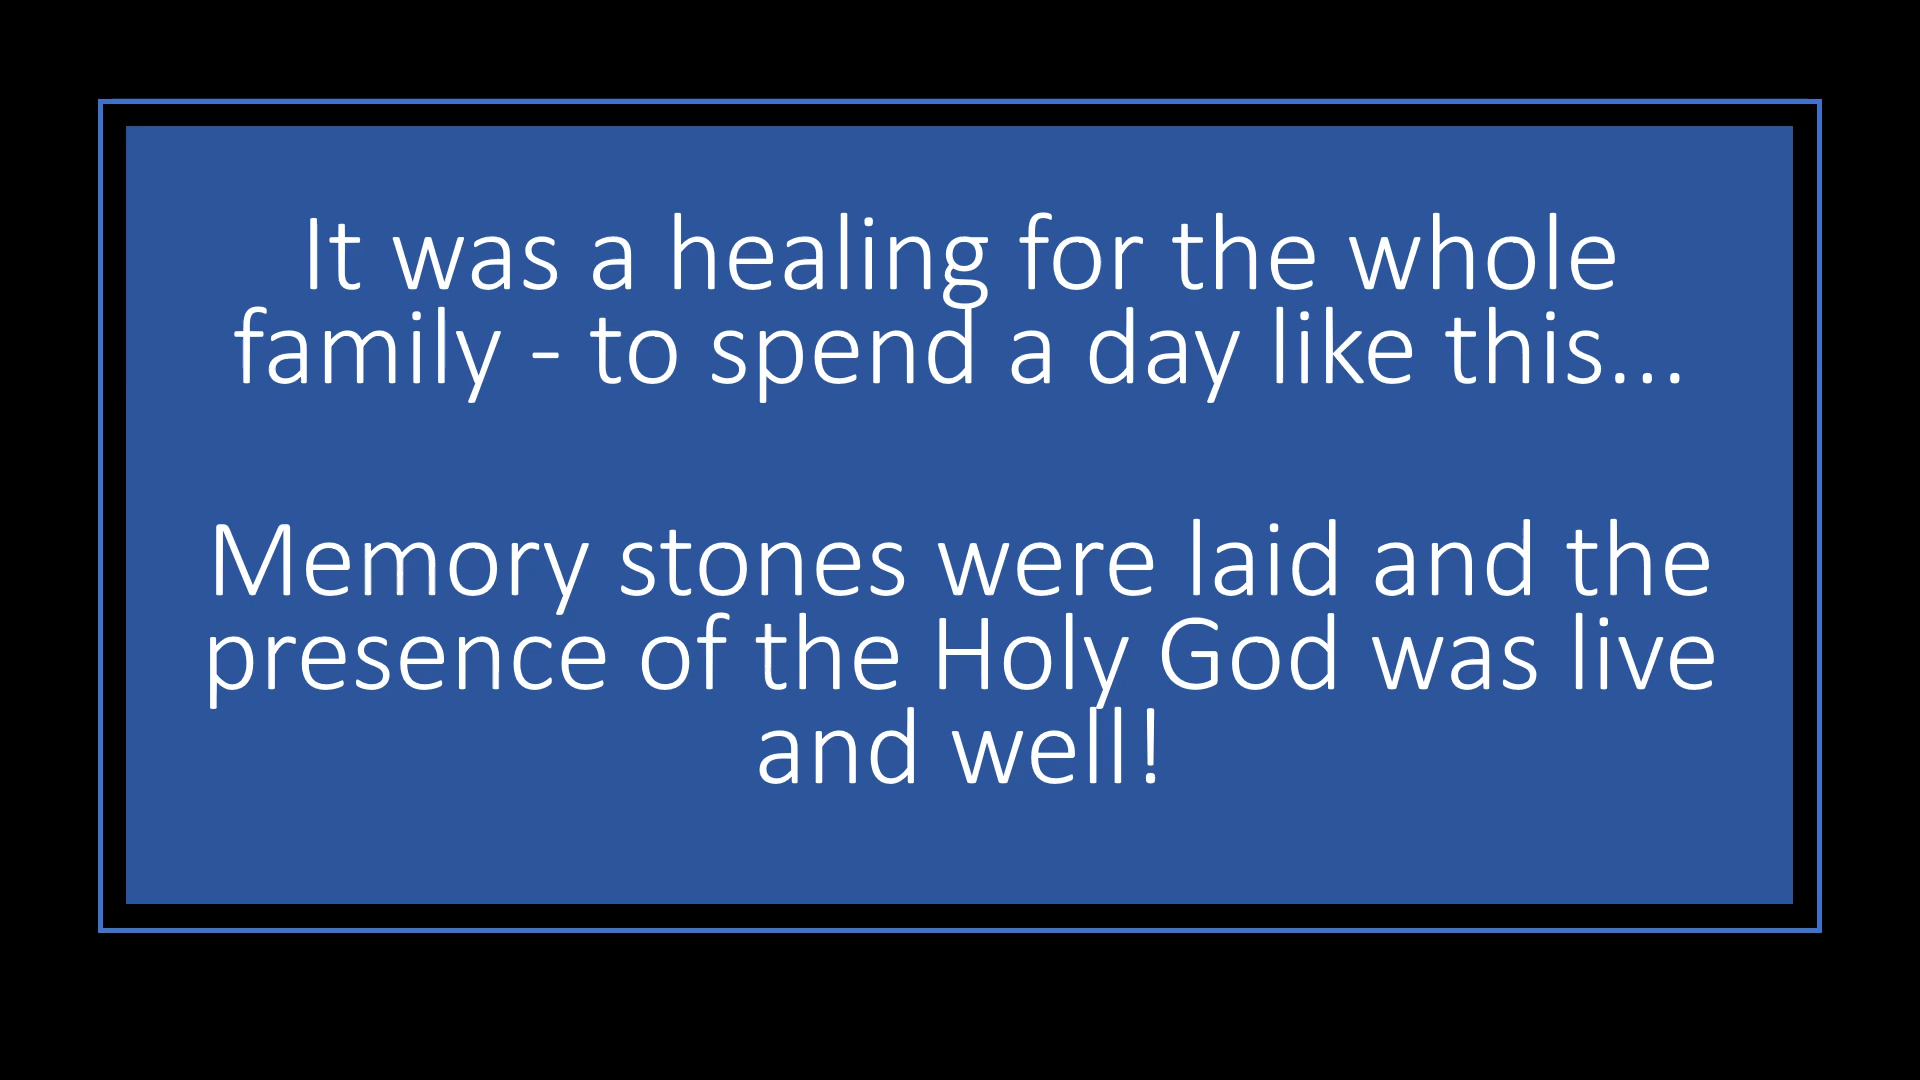 It was a healing for the whole
family - to spend a day like this...
Memory stones were laid and the
presence of the Holy God was live
and well!